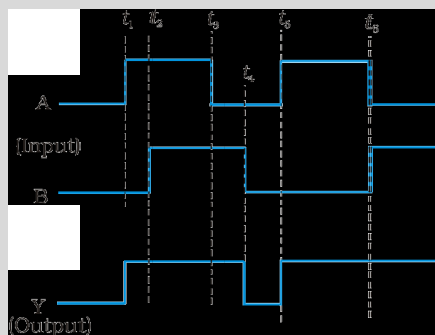 t₁ t₂ t₃ t₅ t₆
t₄
A
(Input)
B
Y
(Output)